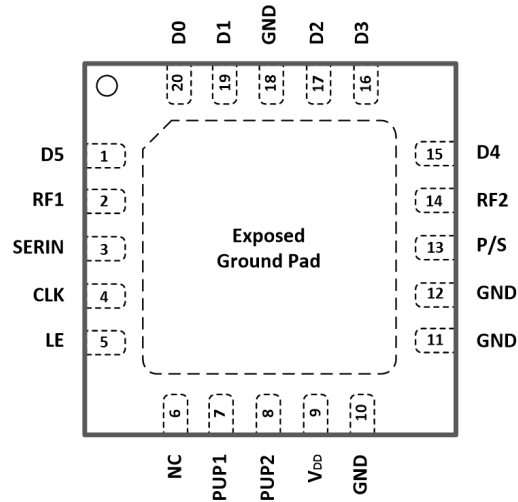 D0 D1 GND D2 D3
20 19 18 17 16
D5 1 15 D4
RF1 2 14 RF2
SERIN 3 13 P/S
Exposed
Ground Pad
CLK 4 12 GND
LE 5 11 GND
6 7 8 9 10
NC PUP1 PUP2 VDD GND